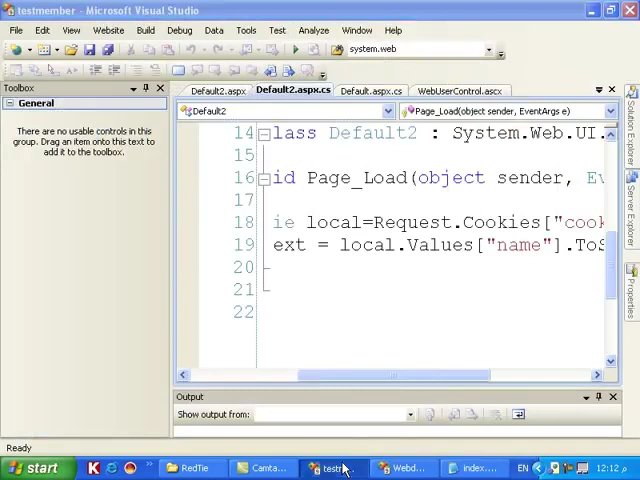 testmember - Microsoft Visual Studio
File Edit View Website Build Debug Data Tools Test Analyze Window Help
system.web
Toolbox
General
There are no usable controls in this
group. Drag an item onto this text to
add it to the toolbox.
Default2.aspx Default2.aspx.cs Default.aspx.cs WebUserControl.ascx
Default2 Page_Load(object sender, EventArgs e)
14 lass Default2 : System.Web.UI.
15
16 id Page_Load(object sender, Ev
17
18 ie local=Request.Cookies["cook
19 ext = local.Values["name"].ToS
20
21
22
Solution Explorer
Server Explorer
Properties
Output
Show output from:
Ready
start K RedTie Camta... testm... Webd... index.... EN 12:12 م